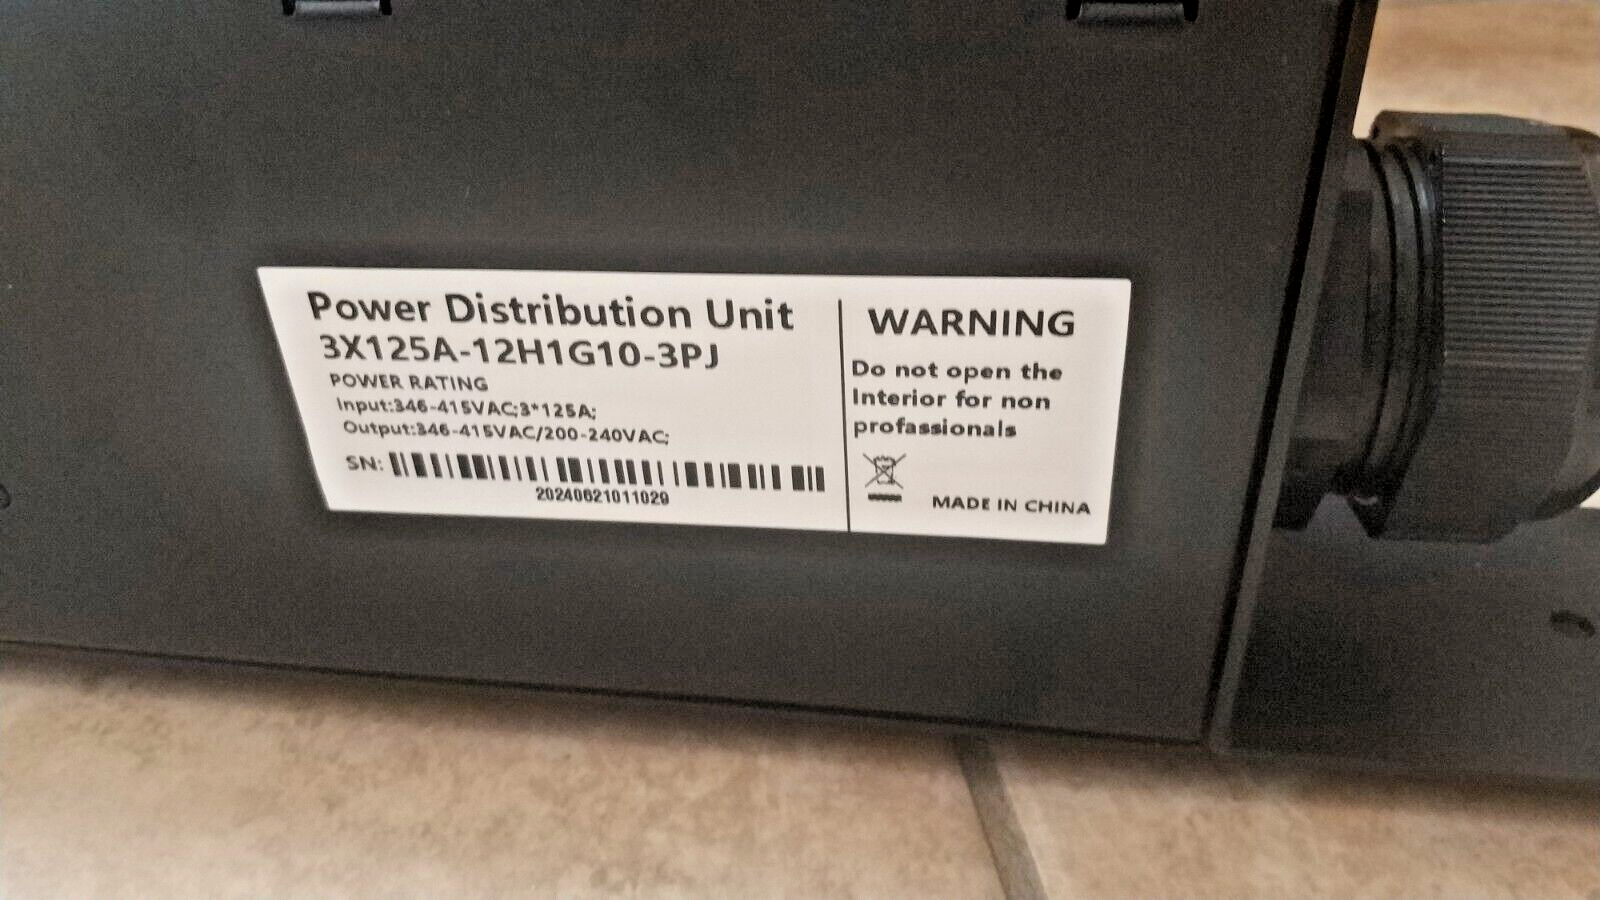 Power Distribution Unit
3X125A-12H1G10-3PJ
POWER RATING
Input:346-415VAC;3*125A;
Output:346-415VAC/200-240VAC;
SN:
20240621011029
WARNING
Do not open the
Interior for non
profassionals
MADE IN CHINA